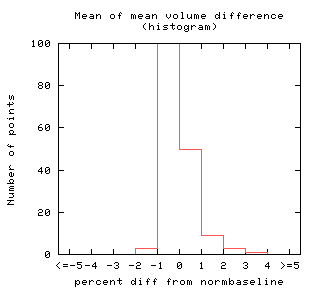 Mean of mean volume difference
(histogram)
100
80
60
40
20
0
Number of points
<=-5 -4 -3 -2 -1 0 1 2 3 4 >=5
percent diff from normbaseline